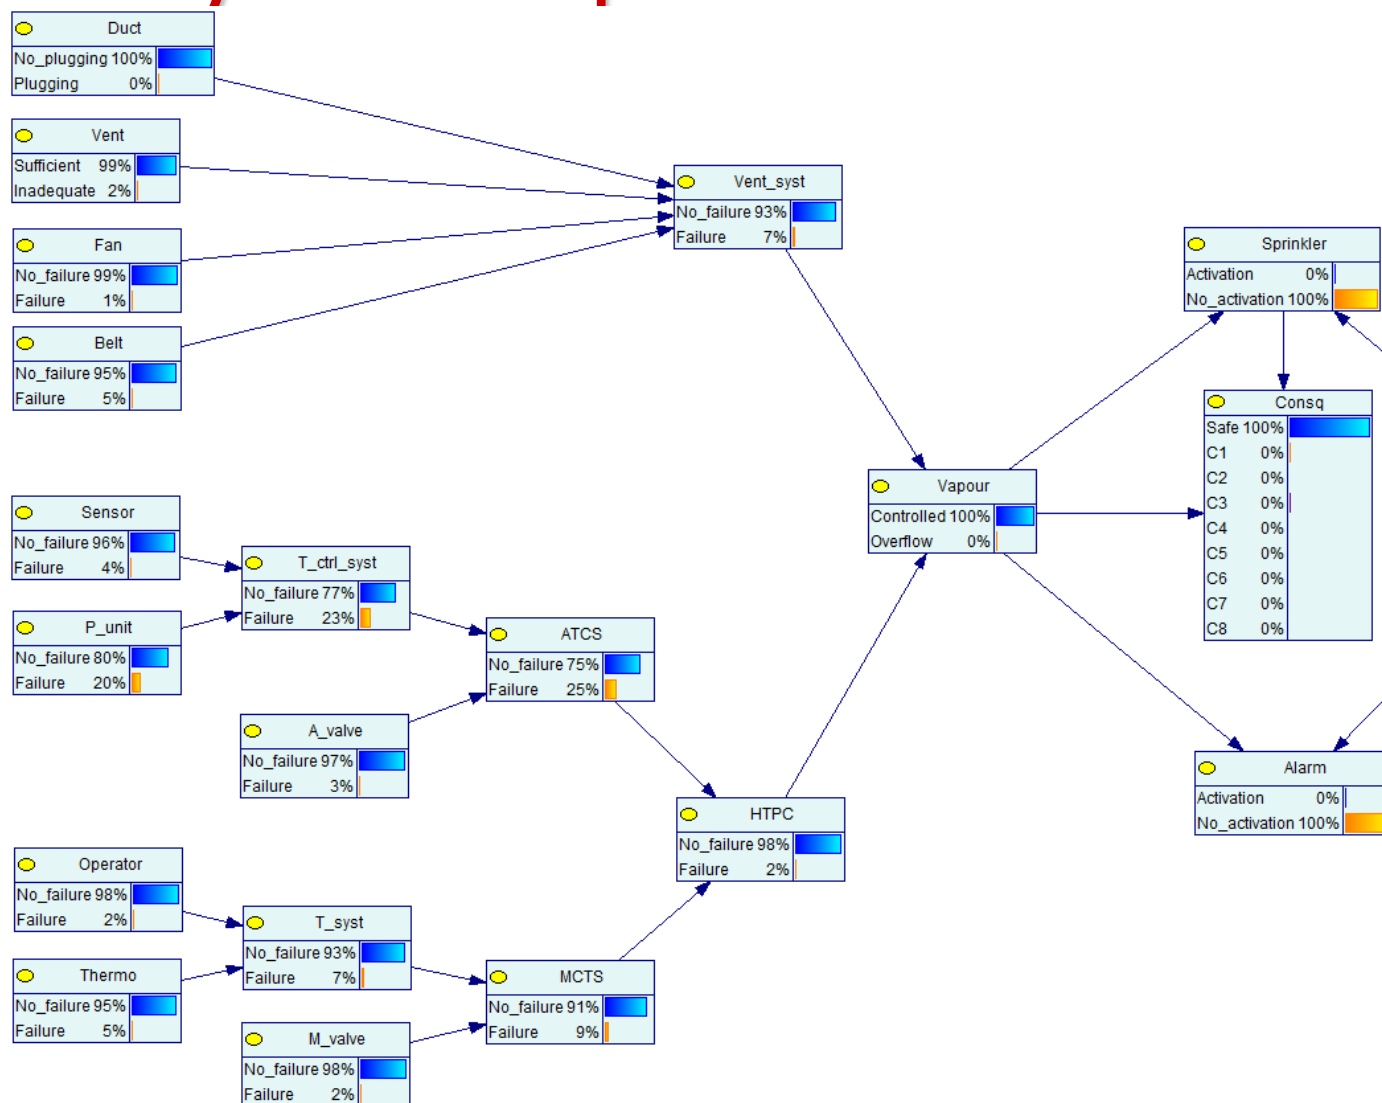 Duct
No_plugging 100%
Plugging 0%
Vent
Sufficient 99%
Inadequate 2%
Fan
No_failure 99%
Failure 1%
Belt
No_failure 95%
Failure 5%
Vent_syst
No_failure 93%
Failure 7%
Sprinkler
Activation 0%
No_activation 100%
Consq
Safe 100%
C1 0%
C2 0%
C3 0%
C4 0%
C5 0%
C6 0%
C7 0%
C8 0%
Vapour
Controlled 100%
Overflow 0%
Sensor
No_failure 96%
Failure 4%
T_ctrl_syst
No_failure 77%
Failure 23%
P_unit
No_failure 80%
Failure 20%
ATCS
No_failure 75%
Failure 25%
A_valve
No_failure 97%
Failure 3%
Alarm
Activation 0%
No_activation 100%
HTPC
No_failure 98%
Failure 2%
Operator
No_failure 98%
Failure 2%
T_syst
No_failure 93%
Failure 7%
Thermo
No_failure 95%
Failure 5%
MCTS
No_failure 91%
Failure 9%
M_valve
No_failure 98%
Failure 2%